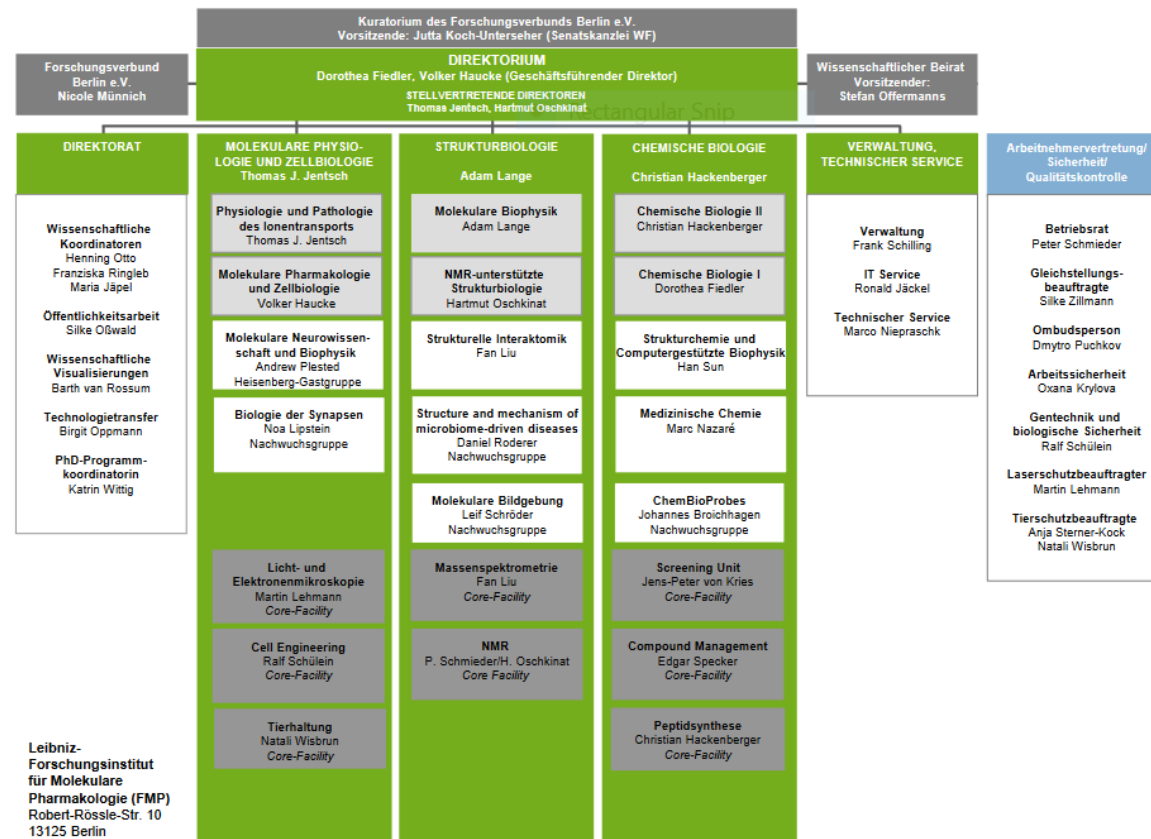 Kuratorium des Forschungsverbunds Berlin e.V.
Vorsitzende: Jutta Koch-Unterseher (Senatskanzlei WF)
Forschungsverbund
Berlin e.V.
Nicole Münnich
DIREKTORIUM
Dorothea Fiedler, Volker Haucke (Geschäftsführender Direktor)
STELLVERTRETENDE DIREKTOREN
Thomas Jentsch, Hartmut Oschkinat
Rectangular Snip
Wissenschaftlicher Beirat
Vorsitzender:
Stefan Offermanns
DIREKTORAT
Wissenschaftliche
Koordinatoren
Henning Otto
Franziska Ringleb
Maria Jäpel
Öffentlichkeitsarbeit
Silke Oßwald
Wissenschaftliche
Visualisierungen
Barth van Rossum
Technologietransfer
Birgit Oppmann
PhD-Programm-
koordinatorin
Katrin Wittig
MOLEKULARE PHYSIO-
LOGIE UND ZELLBIOLOGIE
Thomas J. Jentsch
Physiologie und Pathologie
des Ionentransports
Thomas J. Jentsch
Molekulare Pharmakologie
und Zellbiologie
Volker Haucke
Molekulare Neurowissen-
schaft und Biophysik
Andrew Plested
Heisenberg-Gastgruppe
Biologie der Synapsen
Noa Lipstein
Nachwuchsgruppe
Licht- und
Elektronenmikroskopie
Martin Lehmann
Core-Facility
Cell Engineering
Ralf Schülein
Core-Facility
Tierhaltung
Natali Wisbrun
Core-Facility
STRUKTURBIOLOGIE
Adam Lange
Molekulare Biophysik
Adam Lange
NMR-unterstützte
Strukturbiologie
Hartmut Oschkinat
Strukturelle Interaktomik
Fan Liu
Structure and mechanism of
microbiome-driven diseases
Daniel Roderer
Nachwuchsgruppe
Molekulare Bildgebung
Leif Schröder
Nachwuchsgruppe
Massenspektrometrie
Fan Liu
Core-Facility
NMR
P. Schmieder/H. Oschkinat
Core Facility
CHEMISCHE BIOLOGIE
Christian Hackenberger
Chemische Biologie II
Christian Hackenberger
Chemische Biologie I
Dorothea Fiedler
Strukturchemie und
Computergestützte Biophysik
Han Sun
Medizinische Chemie
Marc Nazaré
ChemBioProbes
Johannes Broichhagen
Nachwuchsgruppe
Screening Unit
Jens-Peter von Kries
Core-Facility
Compound Management
Edgar Specker
Core-Facility
Peptidsynthese
Christian Hackenberger
Core-Facility
VERWALTUNG,
TECHNISCHER SERVICE
Verwaltung
Frank Schilling
IT Service
Ronald Jäckel
Technischer Service
Marco Niepraschk
Arbeitnehmervertretung/
Sicherheit/
Qualitätskontrolle
Betriebsrat
Peter Schmieder
Gleichstellungs-
beauftragte
Silke Zillmann
Ombudsperson
Dmytro Puchkov
Arbeitssicherheit
Oxana Krylova
Gentechnik und
biologische Sicherheit
Ralf Schülein
Laserschutzbeauftragter
Martin Lehmann
Tierschutzbeauftragte
Anja Sterner-Kock
Natali Wisbrun
Leibniz-
Forschungsinstitut
für Molekulare
Pharmakologie (FMP)
Robert-Rössle-Str. 10
13125 Berlin